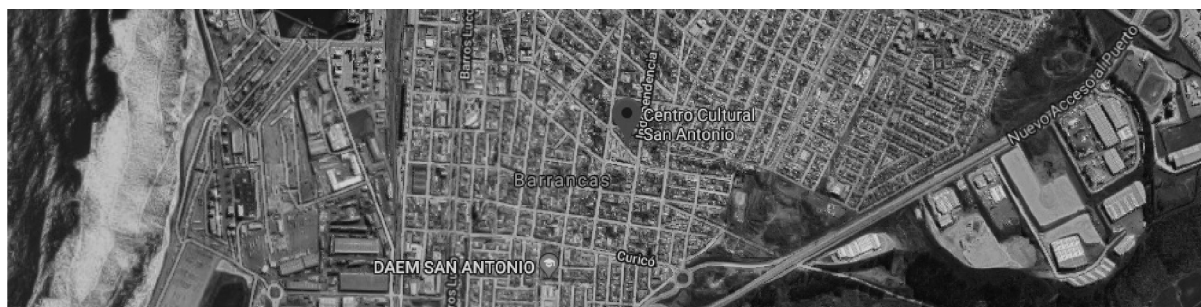 Barros Luco
Independencia
Centro Cultural
San Antonio
Nuevo Acceso al Puerto
Barrancas
Curicó
DAEM SAN ANTONIO